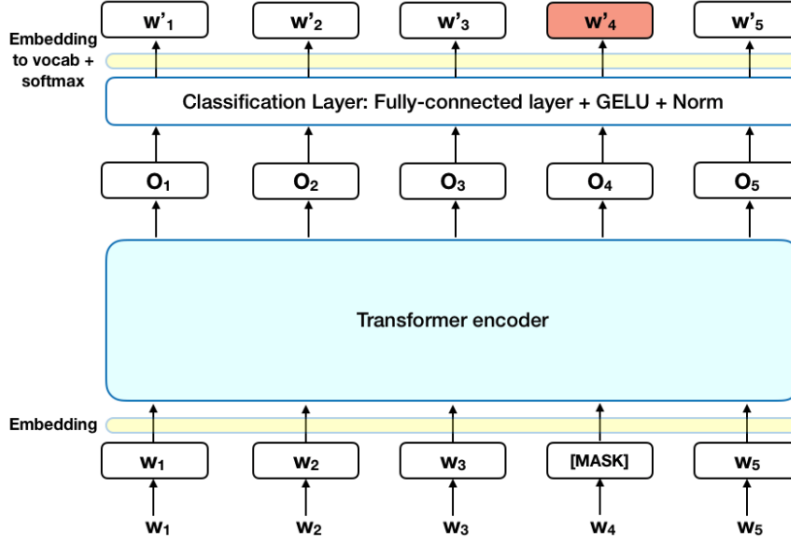 w’₁ w’₂ w’₃ w’₄ w’₅
Embedding
to vocab +
softmax
Classification Layer: Fully-connected layer + GELU + Norm
O₁ O₂ O₃ O₄ O₅
Transformer encoder
Embedding
w₁ w₂ w₃ [MASK] w₅
w₁ w₂ w₃ w₄ w₅